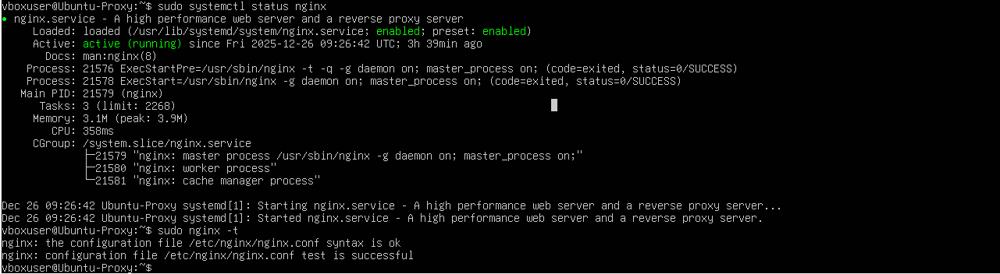 vboxuser@Ubuntu-Proxy:~$ sudo systemctl status nginx
● nginx.service - A high performance web server and a reverse proxy server
     Loaded: loaded (/usr/lib/systemd/system/nginx.service; enabled; preset: enabled)
     Active: active (running) since Fri 2025-12-26 09:26:42 UTC; 3h 39min ago
       Docs: man:nginx(8)
    Process: 21576 ExecStartPre=/usr/sbin/nginx -t -q -g daemon on; master_process on; (code=exited, status=0/SUCCESS)
    Process: 21578 ExecStart=/usr/sbin/nginx -g daemon on; master_process on; (code=exited, status=0/SUCCESS)
   Main PID: 21579 (nginx)
      Tasks: 3 (limit: 2268)
     Memory: 3.1M (peak: 3.9M)
        CPU: 358ms
     CGroup: /system.slice/nginx.service
             ├─21579 "nginx: master process /usr/sbin/nginx -g daemon on; master_process on;"
             ├─21580 "nginx: worker process"
             └─21581 "nginx: cache manager process"
Dec 26 09:26:42 Ubuntu-Proxy systemd[1]: Starting nginx.service - A high performance web server and a reverse proxy server...
Dec 26 09:26:42 Ubuntu-Proxy systemd[1]: Started nginx.service - A high performance web server and a reverse proxy server.
vboxuser@Ubuntu-Proxy:~$ sudo nginx -t
nginx: the configuration file /etc/nginx/nginx.conf syntax is ok
nginx: configuration file /etc/nginx/nginx.conf test is successful
vboxuser@Ubuntu-Proxy:~$